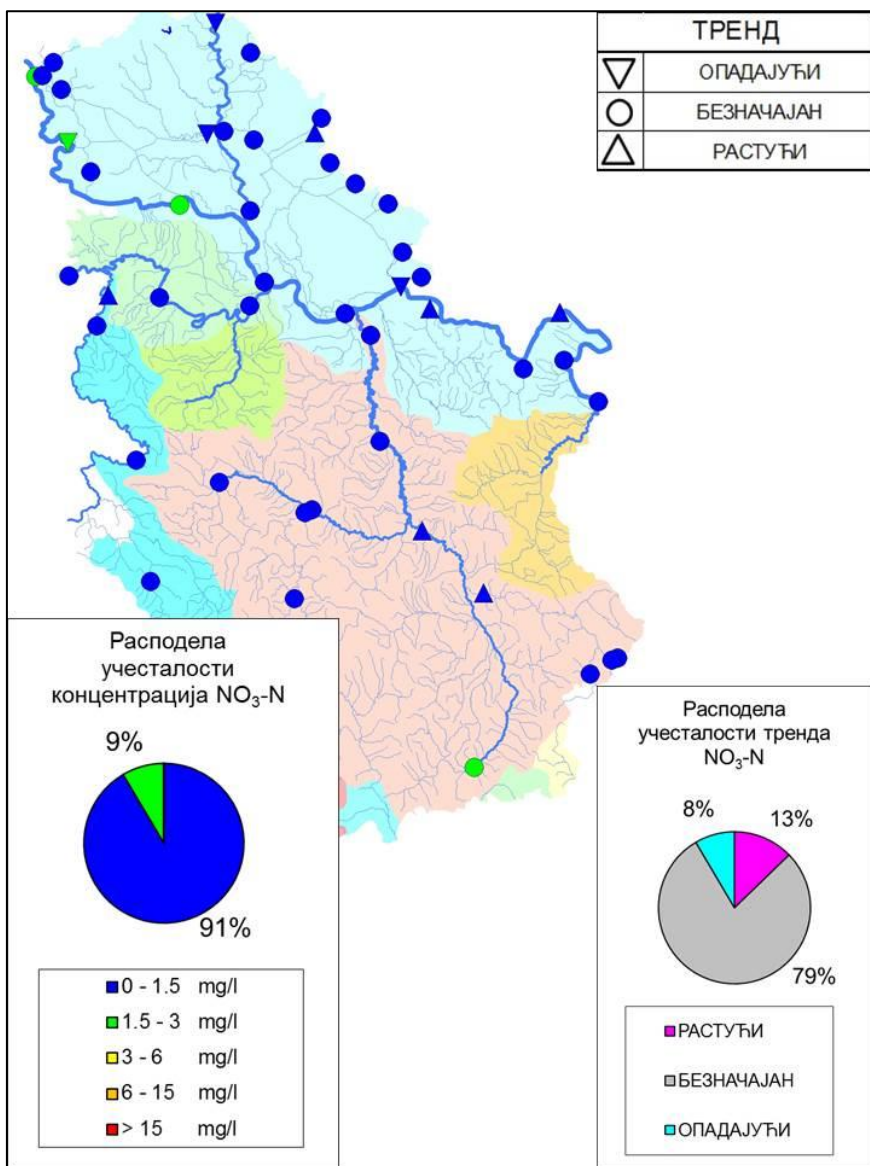 ТРЕНД
ОПАДАЈУЋИ
БЕЗНАЧАЈАН
РАСТУЋИ
Расподела
учесталости
концентрација NO₃-N
9%
91%
0 - 1.5 mg/l
1.5 - 3 mg/l
3 - 6 mg/l
6 - 15 mg/l
> 15 mg/l
Расподела
учесталости тренда
NO₃-N
8%
13%
79%
РАСТУЋИ
БЕЗНАЧАЈАН
ОПАДАЈУЋИ